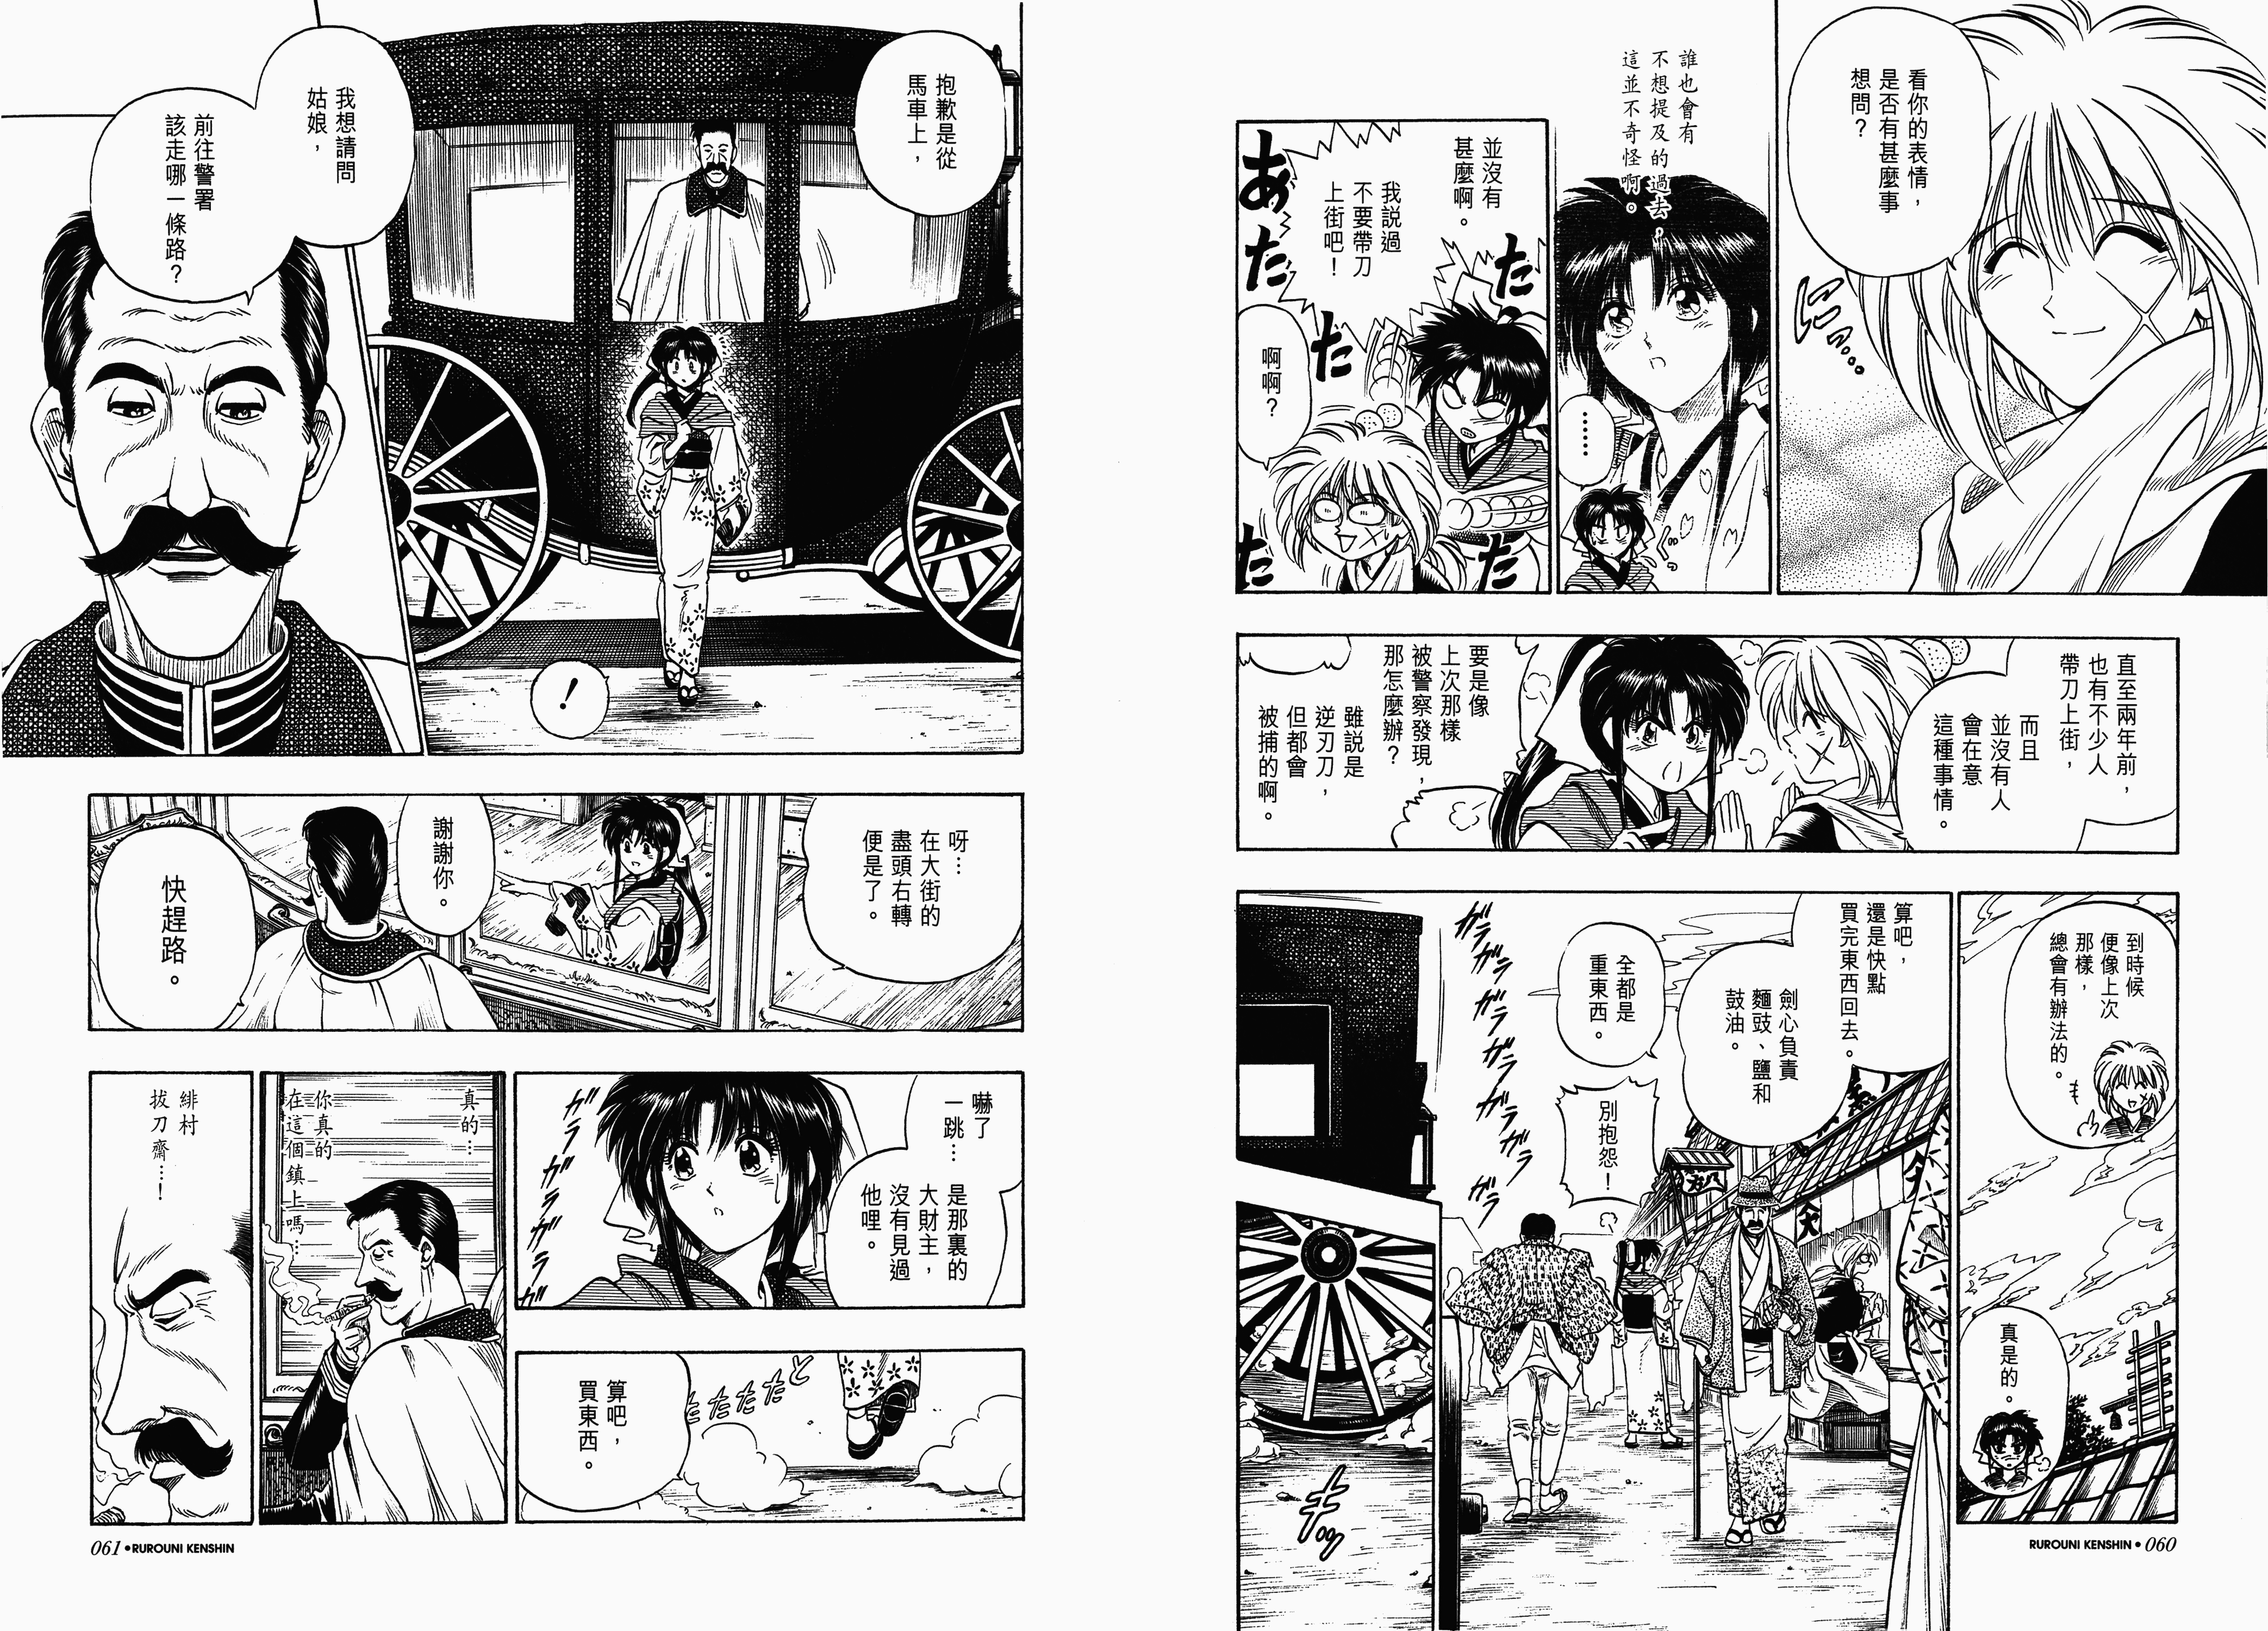 看你的表情，
是否有甚麼事
想問？
誰也會有
不想提及的過去，
這並不奇怪啊。
に…
……
並沒有
甚麼啊。
我說過
不要帶刀
上街吧！
啊啊？
あ
た
た
た
た
た
直至兩年前，
也有不少人
帶刀上街，
而且
並沒有人
會在意
這種事情。
要是像
上次那樣
被警察發現，
那怎麼辦？
雖說是
逆刃刀，
但都會
被捕的啊。
到時候
便像上次
那樣，
總會有辦法的。
真是的。
算吧，
還是快點
買完東西回去。
劍心負責
麵豉、鹽和
鼓油。
全都是
重東西。
別抱怨！
ガラガラガラガラガラガラ
キ
RUROUNI KENSHIN • 060
抱歉是從
馬車上，
我想請問
姑娘，
前往警署
該走哪一條路？
！
呀…
在大街的
盡頭右轉
便是了。
謝謝你。
快趕路。
嚇了
一跳…
是那裏的
大財主，
沒有見過
他哩。
ガラガラガラガラ
たたたたと
算吧，
買東西。
真的…
你真的
在這個鎮上嗎…
緋村
拔刀齋…！
061 • RUROUNI KENSHIN